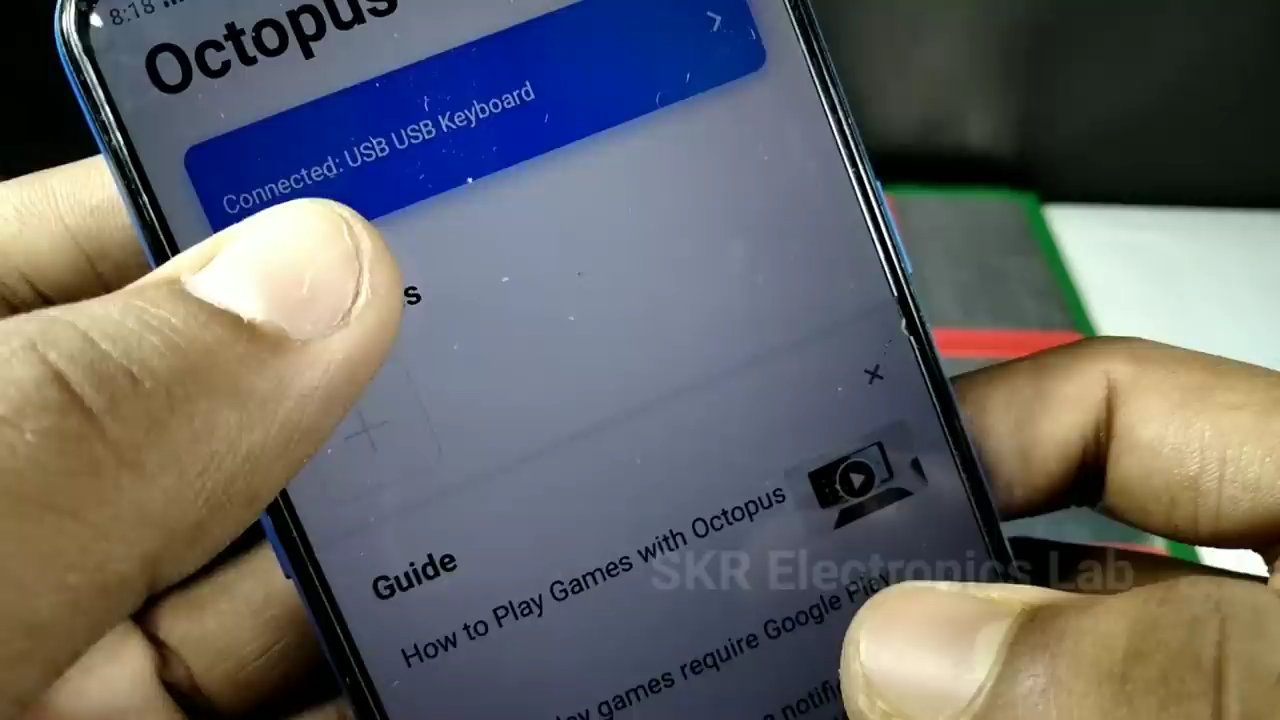 8:18
Octopus
Connected: USB USB Keyboard
Guide
How to Play Games with Octopus
SKR Electronics Lab
games require Google Play